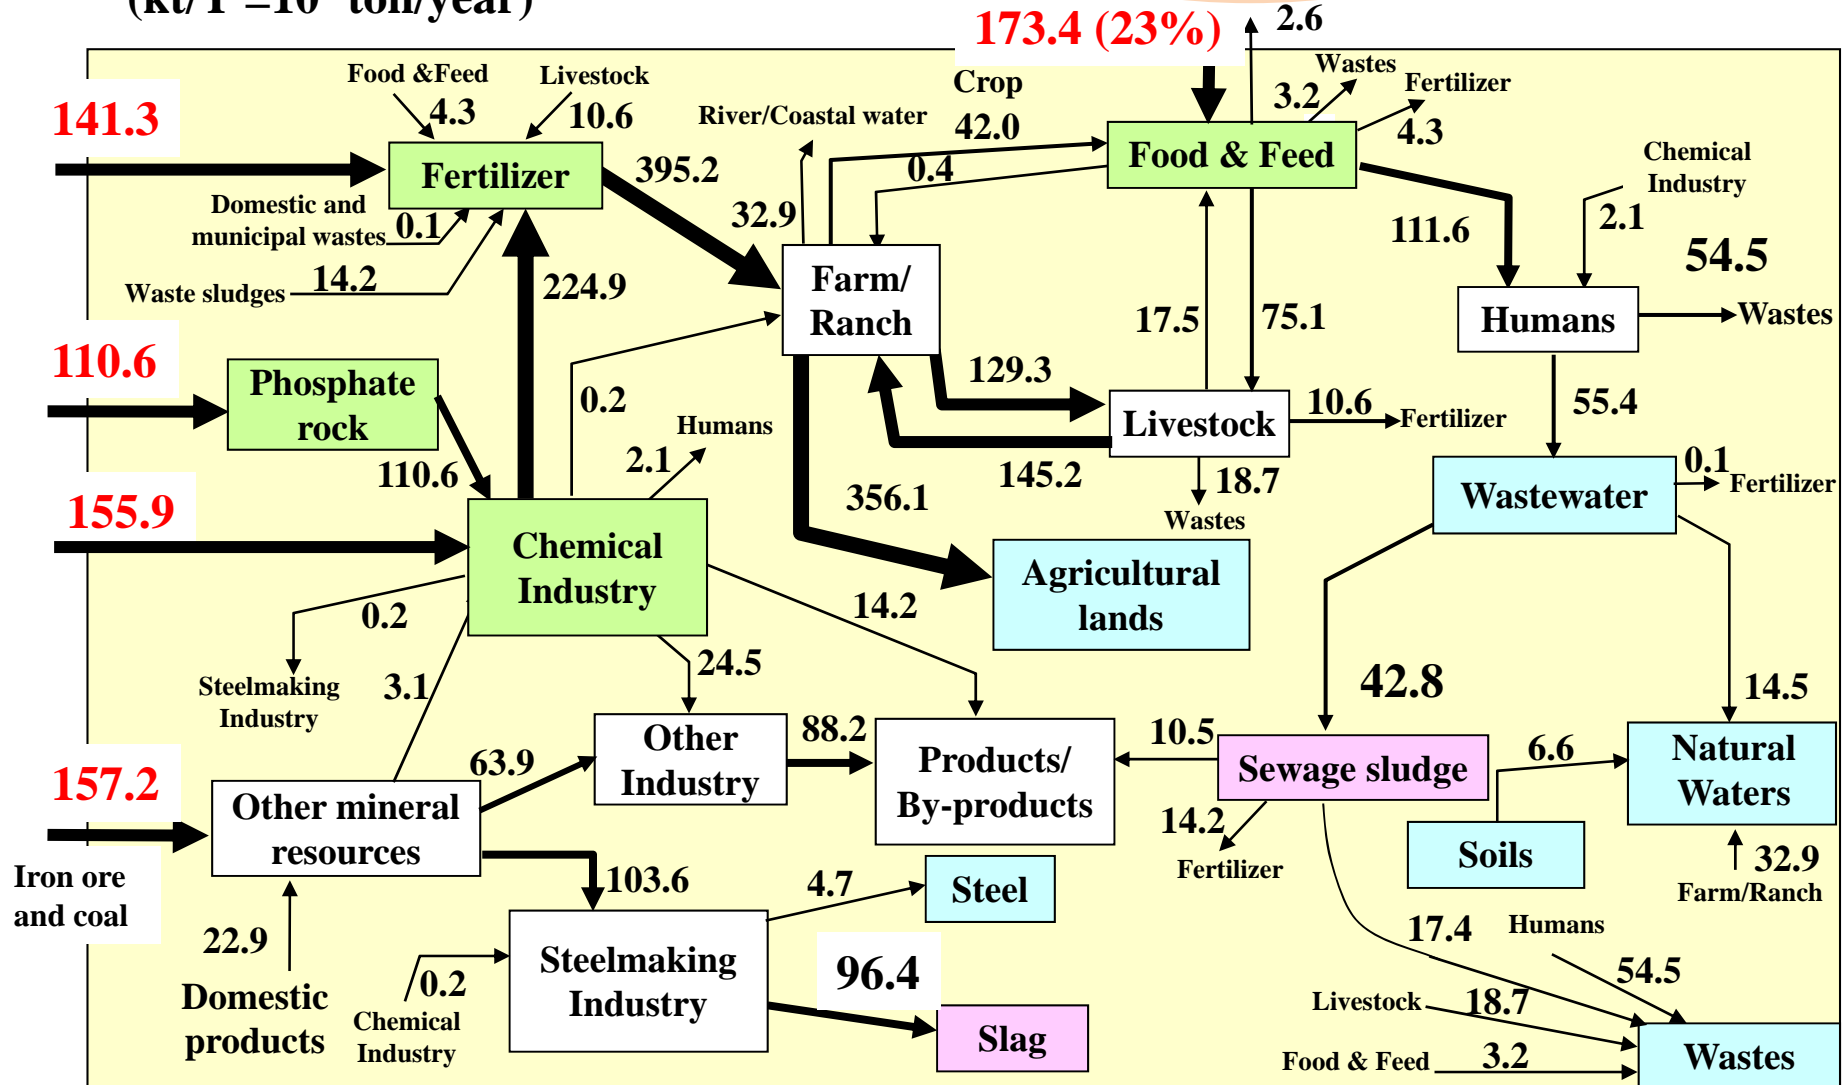 (kt/Y =10 ton/year)
173.4 (23%)
2.6
Food &Feed
4.3
Livestock
10.6
141.3
Fertilizer
395.2
Domestic and
municipal wastes
0.1
Waste sludges
14.2
224.9
River/Coastal water
32.9
Crop
42.0
0.4
Food & Feed
Wastes
3.2
Fertilizer
4.3
111.6
Chemical
Industry
2.1
54.5
Humans
Wastes
55.4
Farm/
Ranch
17.5
75.1
129.3
145.2
Livestock
10.6
Fertilizer
18.7
Wastes
110.6
Phosphate
rock
110.6
0.2
Humans
2.1
356.1
Wastewater
0.1
Fertilizer
155.9
Chemical
Industry
Agricultural
lands
0.2
Steelmaking
Industry
3.1
24.5
14.2
42.8
14.5
157.2
Iron ore
and coal
Other mineral
resources
63.9
Other
Industry
88.2
Products/
By-products
10.5
Sewage sludge
14.2
Fertilizer
6.6
Soils
Natural
Waters
32.9
Farm/Ranch
22.9
Domestic
products
103.6
0.2
Chemical
Industry
Steelmaking
Industry
4.7
Steel
96.4
Slag
17.4
Humans
54.5
Livestock
18.7
Food & Feed
3.2
Wastes